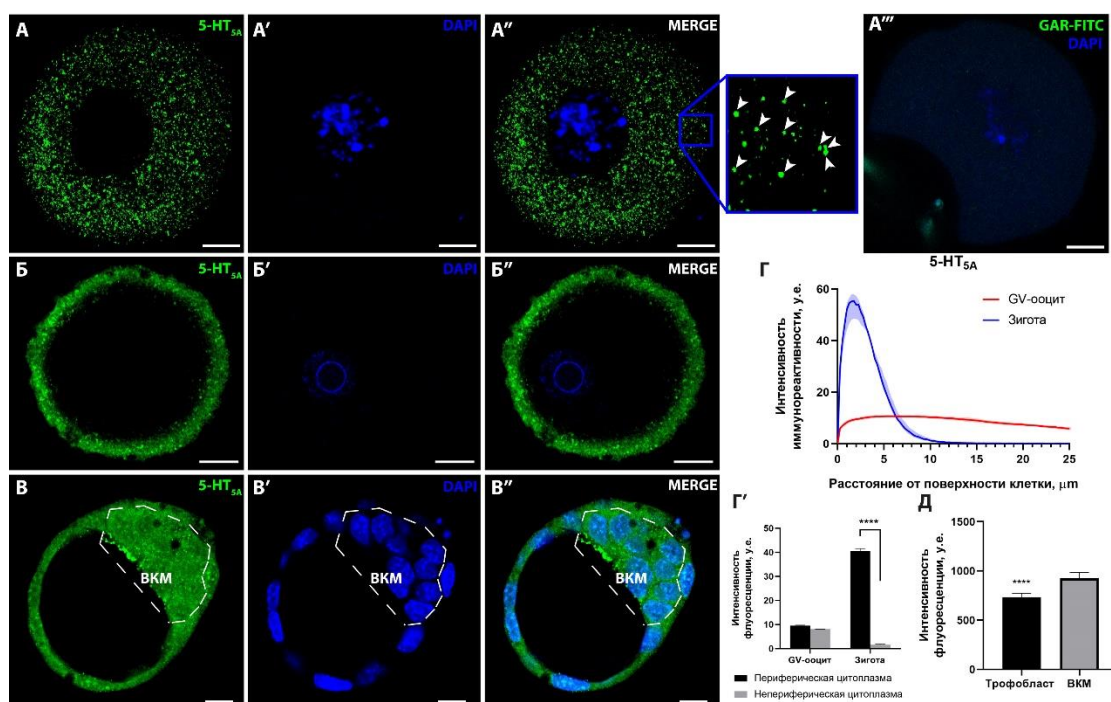 А 5-HT5A
А′ DAPI
А″ MERGE
А‴ GAR-FITC
DAPI
Б 5-HT5A
Б′ DAPI
Б″ MERGE
В 5-HT5A
ВКМ
В′ DAPI
ВКМ
В″ MERGE
ВКМ
Г
5-HT5A
Интенсивность
иммунореактивности, у.е.
60
40
20
0
GV-ооцит
Зигота
0 5 10 15 20 25
Расстояние от поверхности клетки, µm
Г′
Интенсивность
флуоресценции, у.е.
50
40
30
20
10
0
****
GV-ооцит Зигота
Периферическая цитоплазма
Непериферическая цитоплазма
Д
Интенсивность
флуоресценции, у.е.
1500
1000
500
0
****
Трофобласт ВКМ